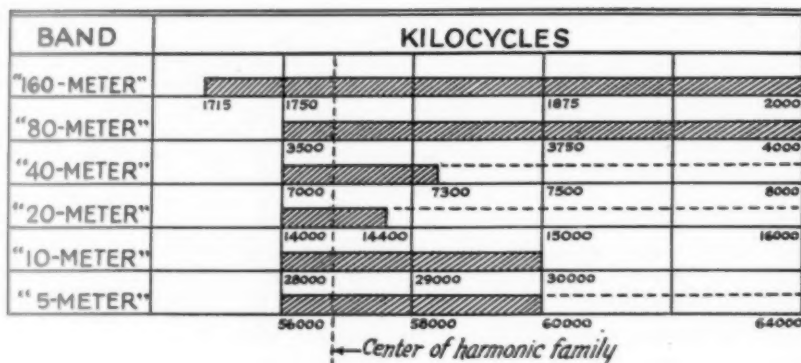 BAND KILOCYCLES
"160-METER"
1715 1750 1875 2000
"80-METER"
3500 3750 4000
"40-METER"
7000 7300 7500 8000
"20-METER"
14000 14400 15000 16000
"10-METER"
28000 29000 30000
"5-METER"
56000 58000 60000 64000
Center of harmonic family